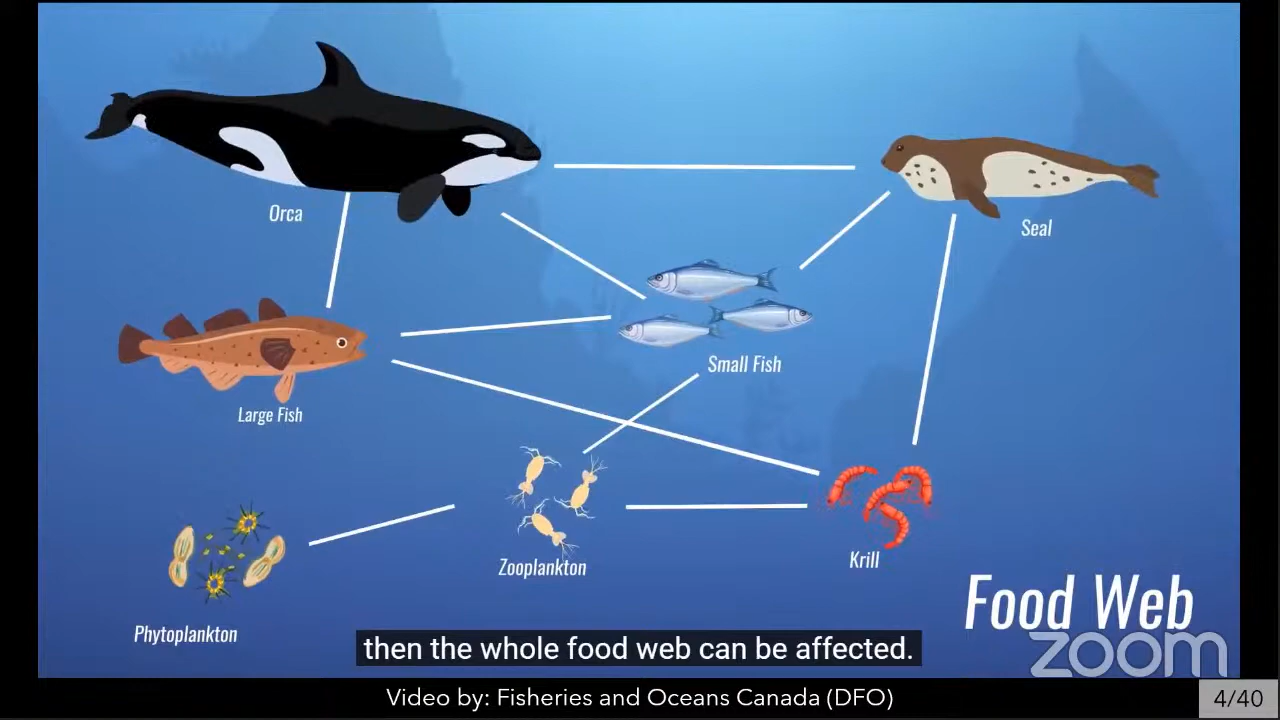 Orca
Seal
Small Fish
Large Fish
Zooplankton
Krill
Phytoplankton
Food Web
zoom
then the whole food web can be affected.
Video by: Fisheries and Oceans Canada (DFO)
4/40